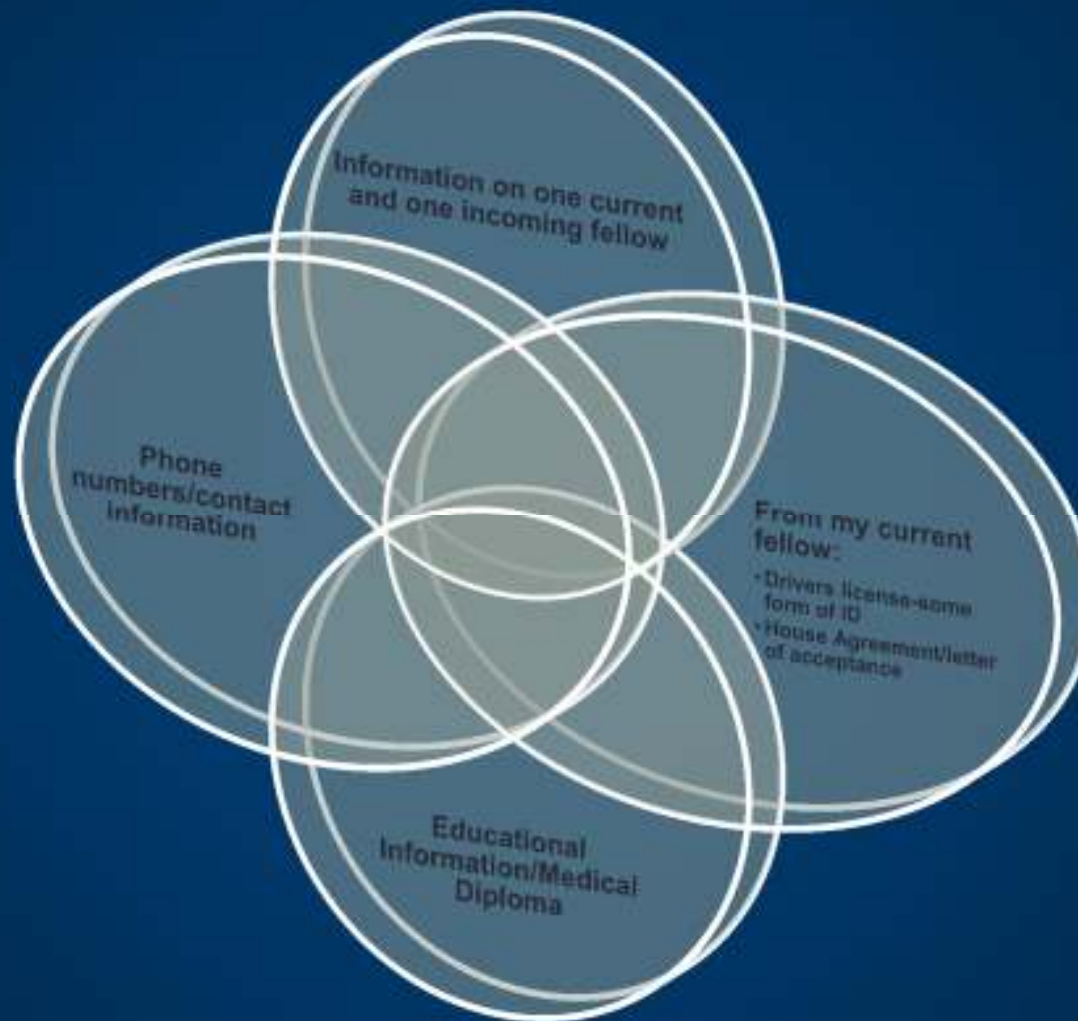 Information on one current
and one incoming fellow
Phone
numbers/contact
information
From my current
fellow:
•Drivers license-some
form of ID
•House Agreement/letter
of acceptance
Educational
Information/Medical
Diploma